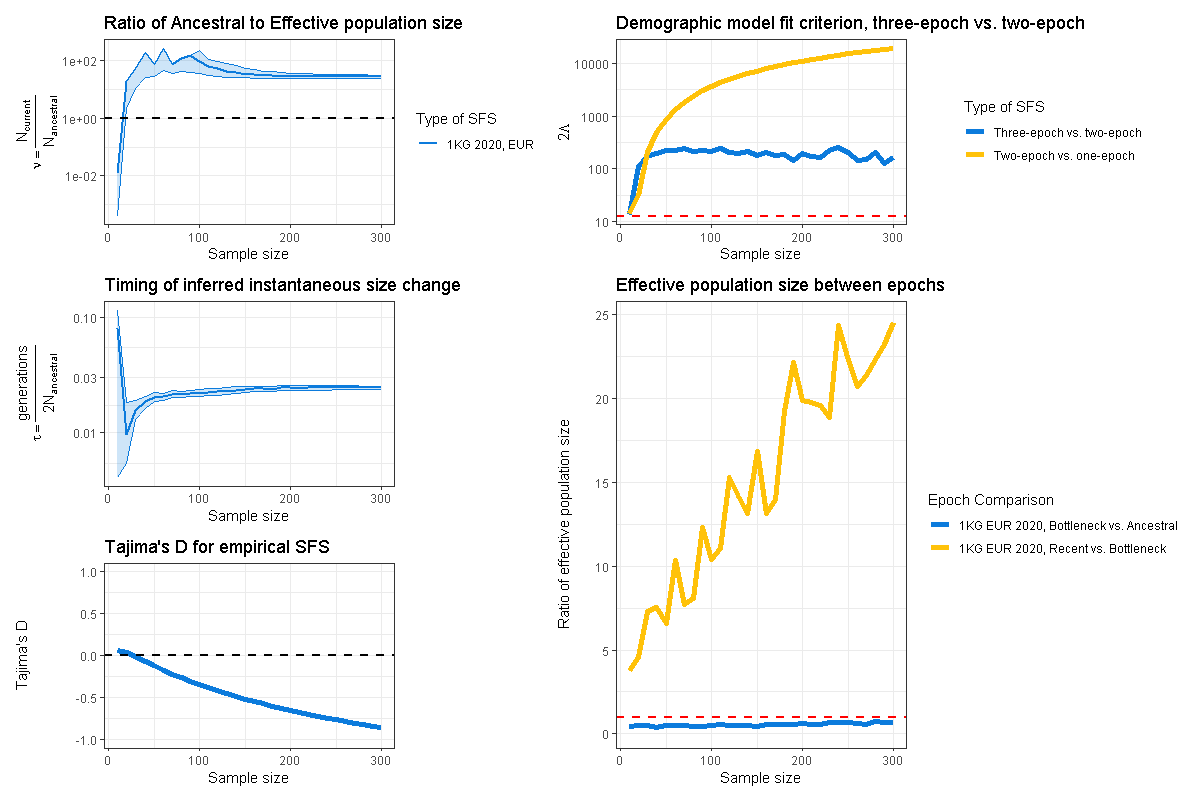 Ratio of Ancestral to Effective population size
ν = N current / N ancestral
1e+02
1e+00
1e-02
0
100
200
300
Sample size
Type of SFS
1KG 2020, EUR
Demographic model fit criterion, three-epoch vs. two-epoch
2Λ
10000
1000
100
10
0
100
200
300
Sample size
Type of SFS
Three-epoch vs. two-epoch
Two-epoch vs. one-epoch
Timing of inferred instantaneous size change
τ = generations / 2N ancestral
0.10
0.03
0.01
0
100
200
300
Sample size
Tajima's D for empirical SFS
Tajima's D
1.0
0.5
0.0
-0.5
-1.0
0
100
200
300
Sample size
Effective population size between epochs
Ratio of effective population size
25
20
15
10
5
0
0
100
200
300
Sample size
Epoch Comparison
1KG EUR 2020, Bottleneck vs. Ancestral
1KG EUR 2020, Recent vs. Bottleneck